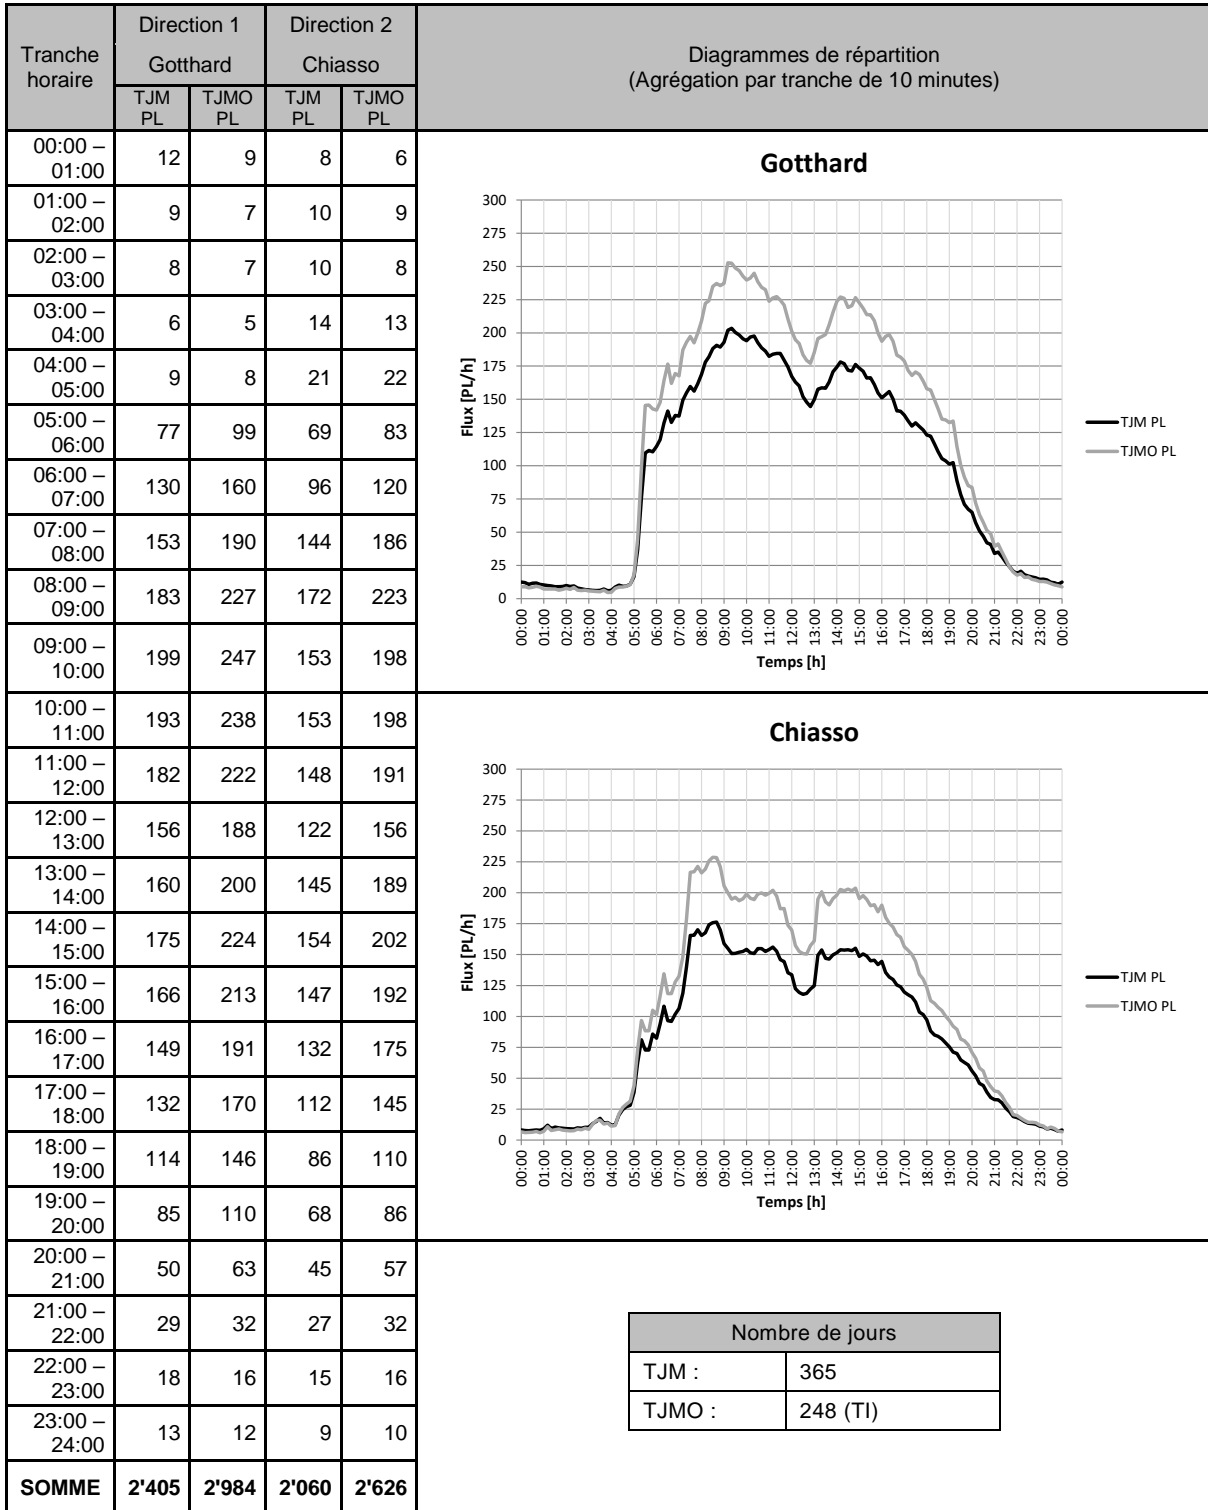 Tranche horaire
Direction 1
Gotthard
Direction 2
Chiasso
TJM PL
TJMO PL
TJM PL
TJMO PL
Diagrammes de répartition
(Agrégation par tranche de 10 minutes)
00:00 – 01:00 12 9 8 6
01:00 – 02:00 9 7 10 9
02:00 – 03:00 8 7 10 8
03:00 – 04:00 6 5 14 13
04:00 – 05:00 9 8 21 22
05:00 – 06:00 77 99 69 83
06:00 – 07:00 130 160 96 120
07:00 – 08:00 153 190 144 186
08:00 – 09:00 183 227 172 223
09:00 – 10:00 199 247 153 198
10:00 – 11:00 193 238 153 198
11:00 – 12:00 182 222 148 191
12:00 – 13:00 156 188 122 156
13:00 – 14:00 160 200 145 189
14:00 – 15:00 175 224 154 202
15:00 – 16:00 166 213 147 192
16:00 – 17:00 149 191 132 175
17:00 – 18:00 132 170 112 145
18:00 – 19:00 114 146 86 110
19:00 – 20:00 85 110 68 86
20:00 – 21:00 50 63 45 57
21:00 – 22:00 29 32 27 32
22:00 – 23:00 18 16 15 16
23:00 – 24:00 13 12 9 10
SOMME 2'405 2'984 2'060 2'626
Gotthard
300
275
250
225
200
175
150
125
100
75
50
25
0
Flux [PL/h]
00:00 01:00 02:00 03:00 04:00 05:00 06:00 07:00 08:00 09:00 10:00 11:00 12:00 13:00 14:00 15:00 16:00 17:00 18:00 19:00 20:00 21:00 22:00 23:00 00:00
Temps [h]
TJM PL
TJMO PL
Chiasso
300
275
250
225
200
175
150
125
100
75
50
25
0
Flux [PL/h]
00:00 01:00 02:00 03:00 04:00 05:00 06:00 07:00 08:00 09:00 10:00 11:00 12:00 13:00 14:00 15:00 16:00 17:00 18:00 19:00 20:00 21:00 22:00 23:00 00:00
Temps [h]
TJM PL
TJMO PL
Nombre de jours
TJM : 365
TJMO : 248 (TI)